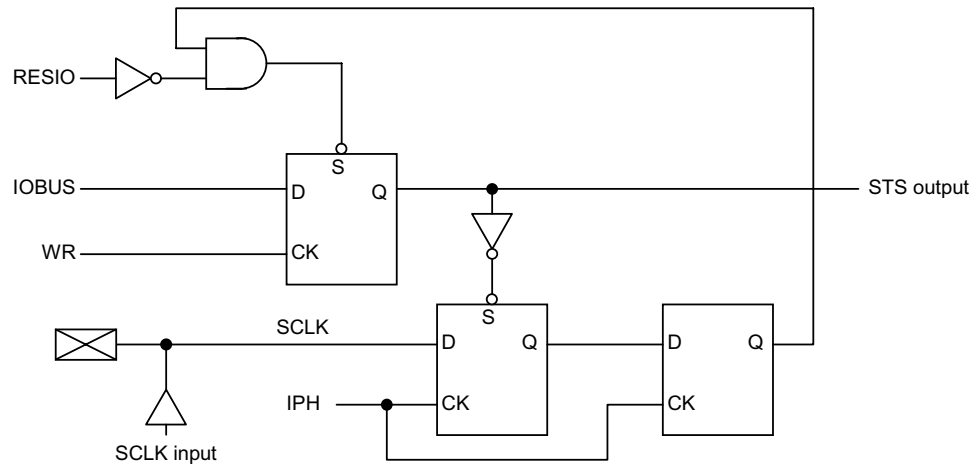 RESIO
S
IOBUS
D
Q
STS output
WR
CK
S
SCLK
D
Q
D
Q
IPH
CK
CK
SCLK input